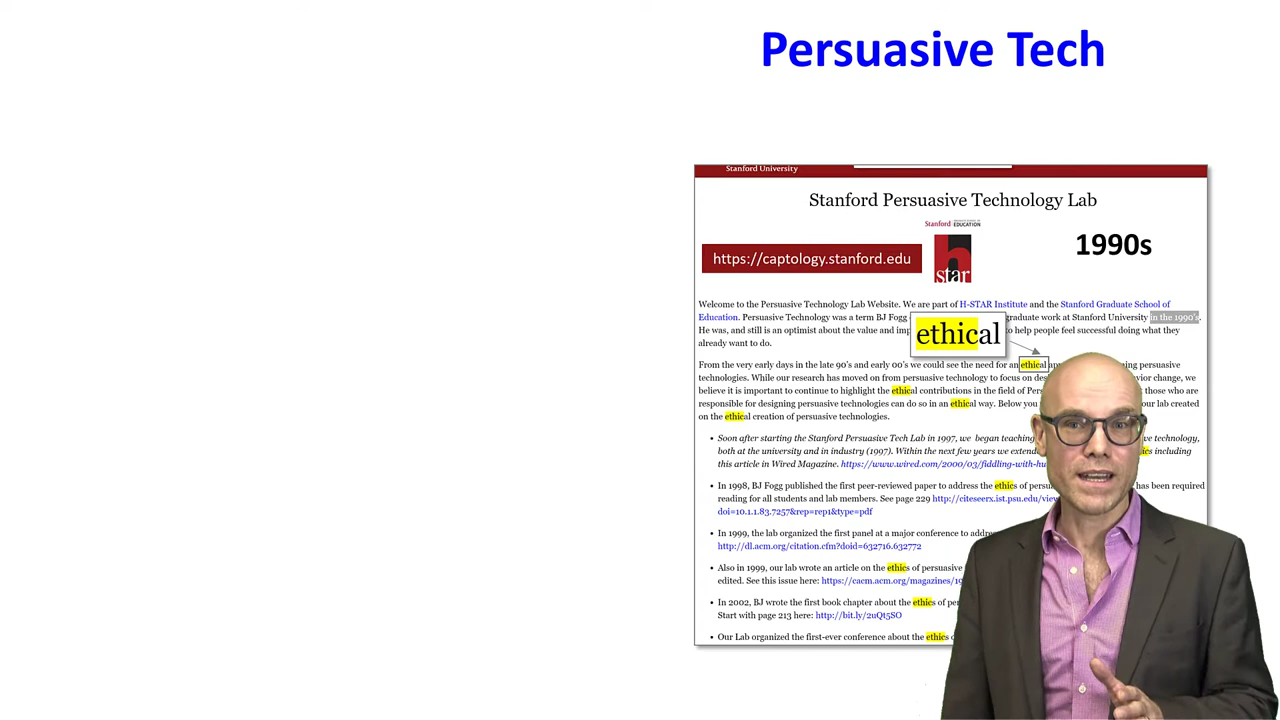 Persuasive Tech
Stanford University
Stanford Persuasive Technology Lab
Stanford
EDUCATION
https://captology.stanford.edu
h
star
1990s
Welcome to the Persuasive Technology Lab Website. We are part of H-STAR Institute and the Stanford Graduate School of
Education. Persuasive Technology was a term BJ Fogg graduate work at Stanford University in the 1990's.
He was, and still is an optimist about the value and to help people feel successful doing what they
already want to do.
ethical
From the very early days in the late 90's and early 00's we could see the need for an ethical persuasive
technologies. While our research has moved on from persuasive technology to focus on change, we
believe it is important to continue to highlight the ethical contributions in the field of those who are
responsible for designing persuasive technologies can do so in an ethical way. Below you our lab created
on the ethical creation of persuasive technologies.
• Soon after starting the Stanford Persuasive Tech Lab in 1997, we began teaching technology,
both at the university and in industry (1997). Within the next few years we including
this article in Wired Magazine. https://www.wired.com/2000/03/fiddling-with-hu
• In 1998, BJ Fogg published the first peer-reviewed paper to address the ethics of has been required
reading for all students and lab members. See page 229 http://citeseerx.ist.psu.edu/view
doi=10.1.1.83.7257&rep=rep1&type=pdf
• In 1999, the lab organized the first panel at a major conference to
http://dl.acm.org/citation.cfm?doid=632716.632772
• Also in 1999, our lab wrote an article on the ethics of persuasive
edited. See this issue here: https://cacm.acm.org/magazines/19
• In 2002, BJ wrote the first book chapter about the ethics of
Start with page 213 here: http://bit.ly/2uQt5SO
• Our Lab organized the first-ever conference about the ethics